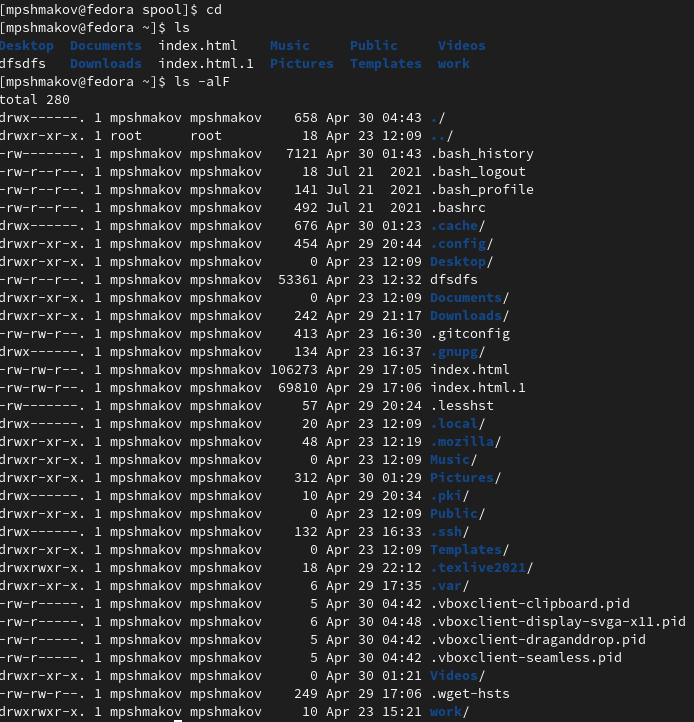 [mpshmakov@fedora spool]$ cd
[mpshmakov@fedora ~]$ ls
Desktop  Documents  index.html    Music     Public     Videos
dfsdfs   Downloads  index.html.1  Pictures  Templates  work
[mpshmakov@fedora ~]$ ls -alF
total 280
drwx------. 1 mpshmakov mpshmakov    658 Apr 30 04:43 ./
drwxr-xr-x. 1 root      root          18 Apr 23 12:09 ../
-rw-------. 1 mpshmakov mpshmakov   7121 Apr 30 01:43 .bash_history
-rw-r--r--. 1 mpshmakov mpshmakov     18 Jul 21  2021 .bash_logout
-rw-r--r--. 1 mpshmakov mpshmakov    141 Jul 21  2021 .bash_profile
-rw-r--r--. 1 mpshmakov mpshmakov    492 Jul 21  2021 .bashrc
drwx------. 1 mpshmakov mpshmakov    676 Apr 30 01:23 .cache/
drwxr-xr-x. 1 mpshmakov mpshmakov    454 Apr 29 20:44 .config/
drwxr-xr-x. 1 mpshmakov mpshmakov      0 Apr 23 12:09 Desktop/
-rw-r--r--. 1 mpshmakov mpshmakov  53361 Apr 23 12:32 dfsdfs
drwxr-xr-x. 1 mpshmakov mpshmakov      0 Apr 23 12:09 Documents/
drwxr-xr-x. 1 mpshmakov mpshmakov    242 Apr 29 21:17 Downloads/
-rw-rw-r--. 1 mpshmakov mpshmakov    413 Apr 23 16:30 .gitconfig
drwx------. 1 mpshmakov mpshmakov    134 Apr 23 16:37 .gnupg/
-rw-rw-r--. 1 mpshmakov mpshmakov 106273 Apr 29 17:05 index.html
-rw-rw-r--. 1 mpshmakov mpshmakov  69810 Apr 29 17:06 index.html.1
-rw-------. 1 mpshmakov mpshmakov     57 Apr 29 20:24 .lesshst
drwx------. 1 mpshmakov mpshmakov     20 Apr 23 12:09 .local/
drwxr-xr-x. 1 mpshmakov mpshmakov     48 Apr 23 12:19 .mozilla/
drwxr-xr-x. 1 mpshmakov mpshmakov      0 Apr 23 12:09 Music/
drwxr-xr-x. 1 mpshmakov mpshmakov    312 Apr 30 01:29 Pictures/
drwx------. 1 mpshmakov mpshmakov     10 Apr 29 20:34 .pki/
drwxr-xr-x. 1 mpshmakov mpshmakov      0 Apr 23 12:09 Public/
drwx------. 1 mpshmakov mpshmakov    132 Apr 23 16:33 .ssh/
drwxr-xr-x. 1 mpshmakov mpshmakov      0 Apr 23 12:09 Templates/
drwxrwxr-x. 1 mpshmakov mpshmakov     18 Apr 29 22:12 .texlive2021/
drwxr-xr-x. 1 mpshmakov mpshmakov      6 Apr 29 17:35 .var/
-rw-r-----. 1 mpshmakov mpshmakov      5 Apr 30 04:42 .vboxclient-clipboard.pid
-rw-r-----. 1 mpshmakov mpshmakov      6 Apr 30 04:48 .vboxclient-display-svga-x11.pid
-rw-r-----. 1 mpshmakov mpshmakov      5 Apr 30 04:42 .vboxclient-draganddrop.pid
-rw-r-----. 1 mpshmakov mpshmakov      5 Apr 30 04:42 .vboxclient-seamless.pid
drwxr-xr-x. 1 mpshmakov mpshmakov      0 Apr 30 01:21 Videos/
-rw-rw-r--. 1 mpshmakov mpshmakov    249 Apr 29 17:06 .wget-hsts
drwxrwxr-x. 1 mpshmakov mpshmakov     10 Apr 23 15:21 work/